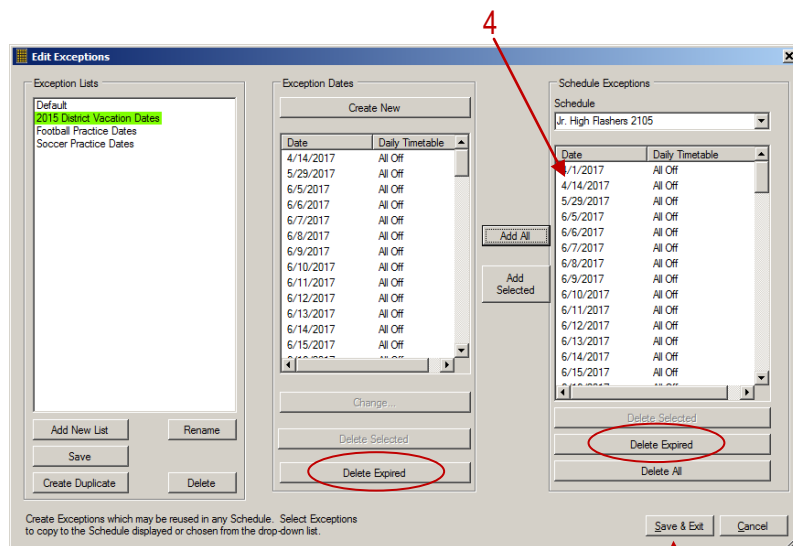 4
Edit Exceptions
Exception Lists
Default
2015 District Vacation Dates
Football Practice Dates
Soccer Practice Dates
Add New List Rename
Save
Create Duplicate Delete
Exception Dates
Create New
Date Daily Timetable
4/14/2017 All Off
5/29/2017 All Off
6/5/2017 All Off
6/6/2017 All Off
6/7/2017 All Off
6/8/2017 All Off
6/9/2017 All Off
6/10/2017 All Off
6/11/2017 All Off
6/12/2017 All Off
6/13/2017 All Off
6/14/2017 All Off
6/15/2017 All Off
Change...
Delete Selected
Delete Expired
Add All
Add
Selected
Schedule Exceptions
Schedule
Jr. High Flashers 2105
Date Daily Timetable
/1/2017 All Off
4/14/2017 All Off
5/29/2017 All Off
6/5/2017 All Off
6/6/2017 All Off
6/7/2017 All Off
6/8/2017 All Off
6/9/2017 All Off
6/10/2017 All Off
6/11/2017 All Off
6/12/2017 All Off
6/13/2017 All Off
6/14/2017 All Off
6/15/2017 All Off
Delete Selected
Delete Expired
Delete All
Create Exceptions which may be reused in any Schedule. Select Exceptions
to copy to the Schedule displayed or chosen from the drop-down list.
Save & Exit Cancel